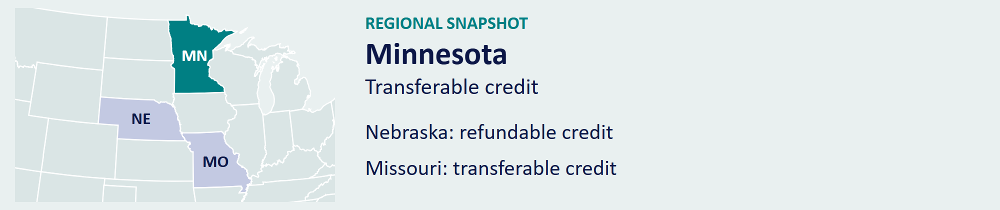 MN
NE
MO
REGIONAL SNAPSHOT
Minnesota
Transferable credit
Nebraska: refundable credit
Missouri: transferable credit